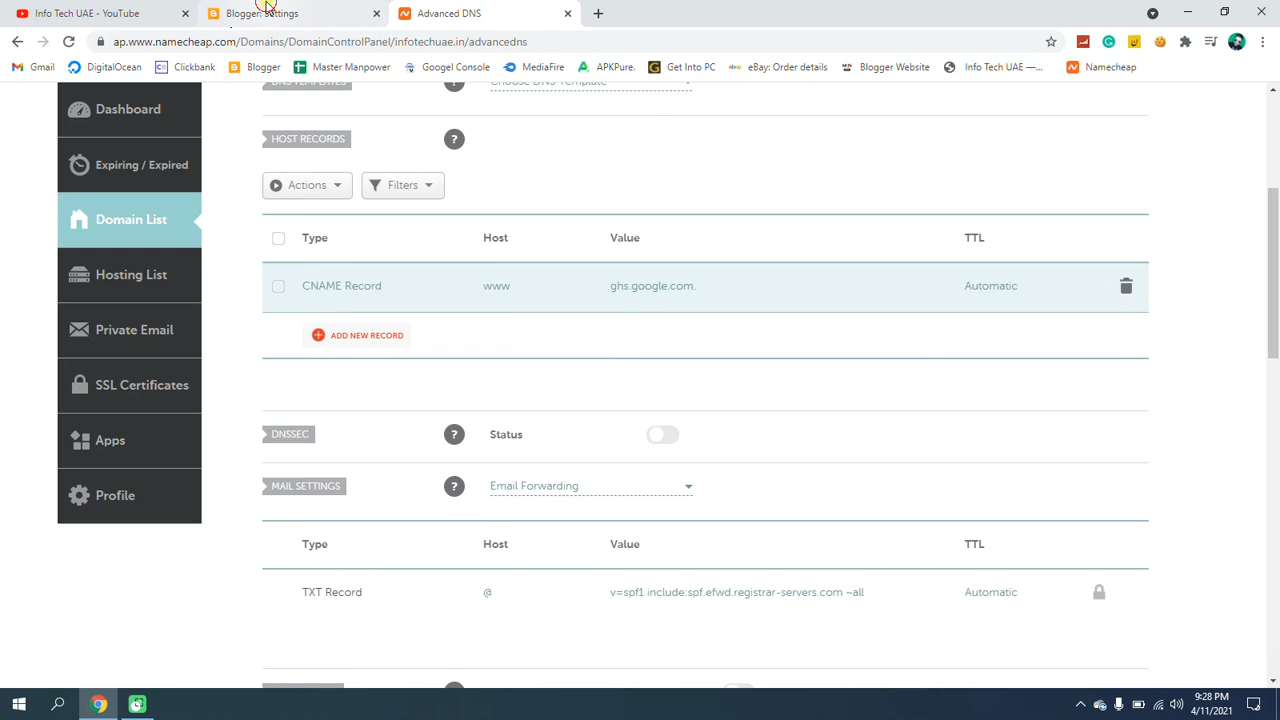 Info Tech UAE - YouTube
Blogger: Settings
Advanced DNS
ap.www.namecheap.com/Domains/DomainControlPanel/infotechuae.in/advancedns
Gmail
DigitalOcean
Clickbank
Blogger
Master Manpower
Googel Console
MediaFire
APKPure.
Get Into PC
eBay: Order details
Blogger Website
Info Tech UAE —...
Namecheap
DNS TEMPLATES
?
Choose DNS Template
Dashboard
Expiring / Expired
Domain List
Hosting List
Private Email
SSL Certificates
Apps
Profile
HOST RECORDS
?
Actions
Filters
Type Host Value TTL
CNAME Record www ghs.google.com. Automatic
ADD NEW RECORD
DNSSEC
?
Status
MAIL SETTINGS
?
Email Forwarding
Type Host Value TTL
TXT Record @ v=spf1 include:spf.efwd.registrar-servers.com ~all Automatic
9:28 PM
4/11/2021